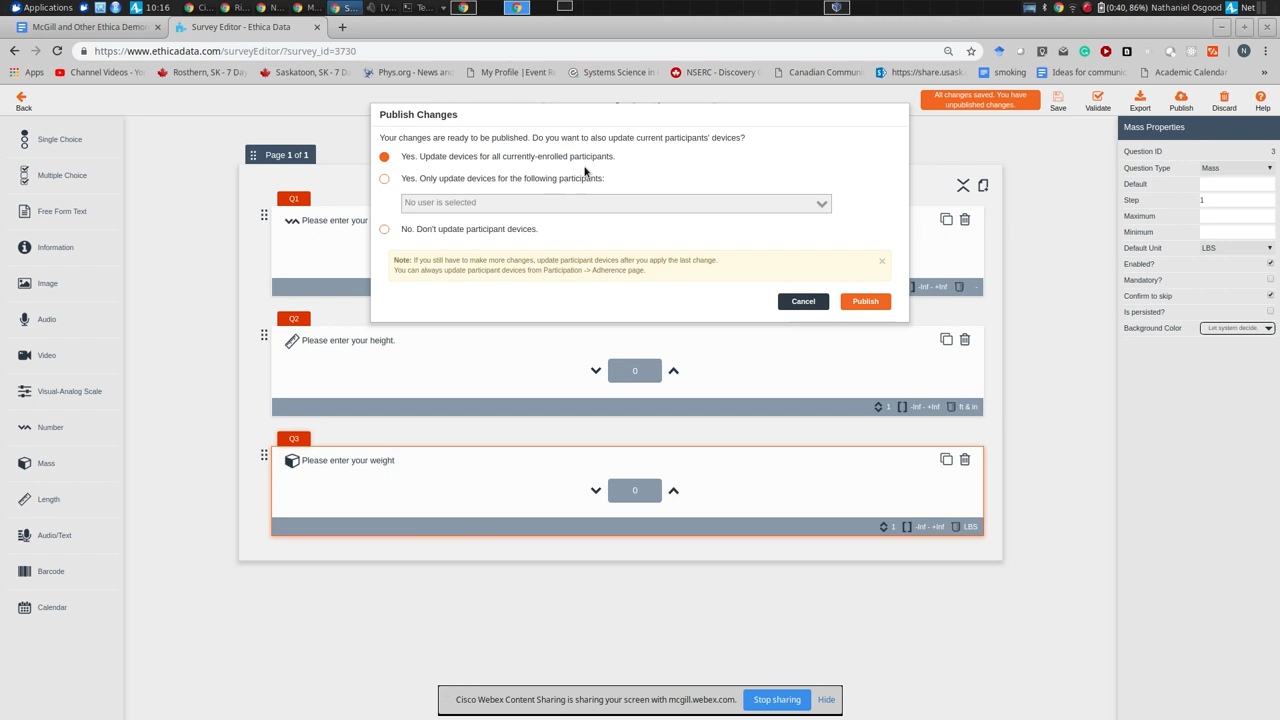 Applications
10:16
Ci...
Ri...
N...
M...
S...
[V...
Te...
(0:40, 86%)
Nathaniel Osgood
Net
McGill and Other Ethica Demon
Survey Editor - Ethica Data
https://www.ethicadata.com/surveyEditor/?survey_id=3730
N
Apps
Channel Videos - Yo
Rosthern, SK - 7 Day
Saskatoon, SK - 7 D
Phys.org - News and
My Profile | Event R
Systems Science in
NSERC - Discovery
Canadian Commun
https://share.usask.
smoking
Ideas for communic
Academic Calendar
»
Back
All changes saved. You have
unpublished changes.
Save
Validate
Export
Publish
Discard
Help
Single Choice
Multiple Choice
Free Form Text
Information
Image
Audio
Video
Visual-Analog Scale
Number
Mass
Length
Audio/Text
Barcode
Calendar
Page 1 of 1
Publish Changes
Your changes are ready to be published. Do you want to also update current participants' devices?
Yes. Update devices for all currently-enrolled participants.
Yes. Only update devices for the following participants:
No user is selected
No. Don't update participant devices.
Note: If you still have to make more changes, update participant devices after you apply the last change.
You can always update participant devices from Participation -> Adherence page.
Cancel
Publish
Q1
Please enter your
-Inf - +Inf
-
Q2
Please enter your height.
0
1
-Inf - +Inf
ft & in
Q3
Please enter your weight
0
1
-Inf - +Inf
LBS
Mass Properties
Question ID 3
Question Type Mass
Default
Step 1
Maximum
Minimum
Default Unit LBS
Enabled?
Mandatory?
Confirm to skip
Is persisted?
Background Color Let system decide.
Cisco Webex Content Sharing is sharing your screen with mcgill.webex.com.
Stop sharing
Hide